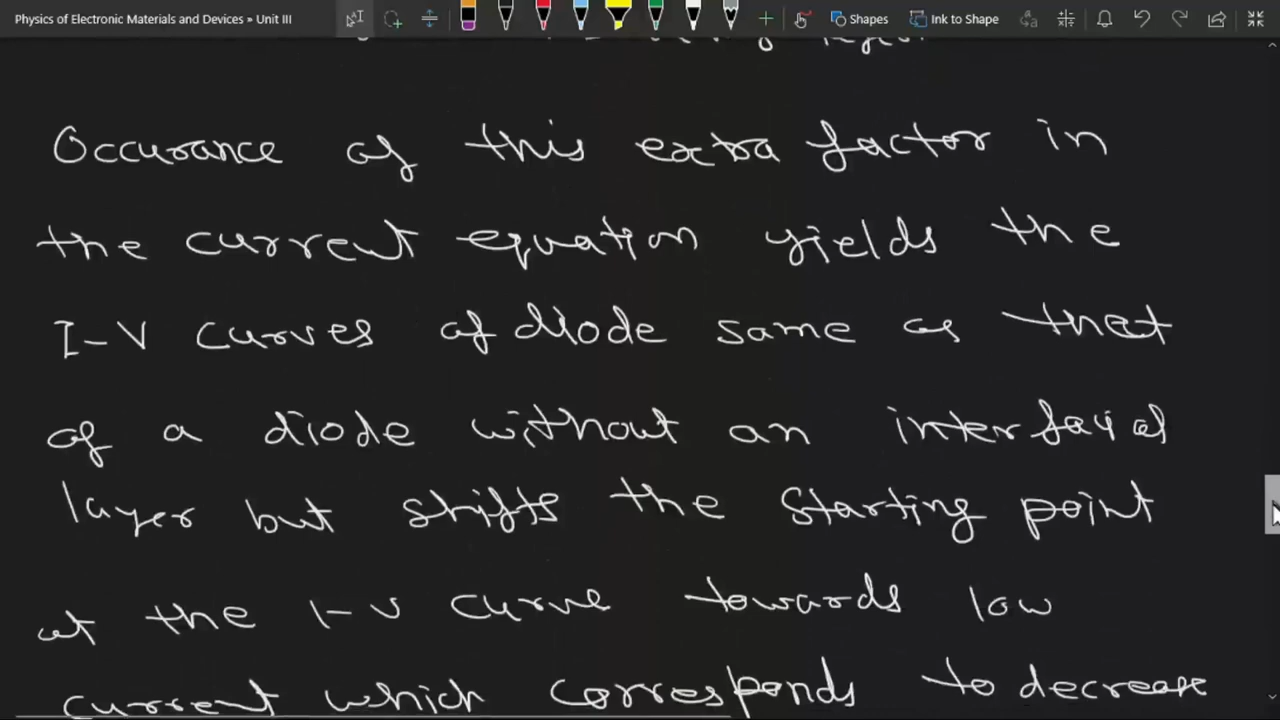 Physics of Electronic Materials and Devices » Unit III
Shapes
Ink to Shape
Occurance of this extra factor in
the current equation yields the
I-V curves of diode same as that
of a diode without an interfacial
layer but shifts the starting point
at the I-V curve towards low
current which corresponds to decrease